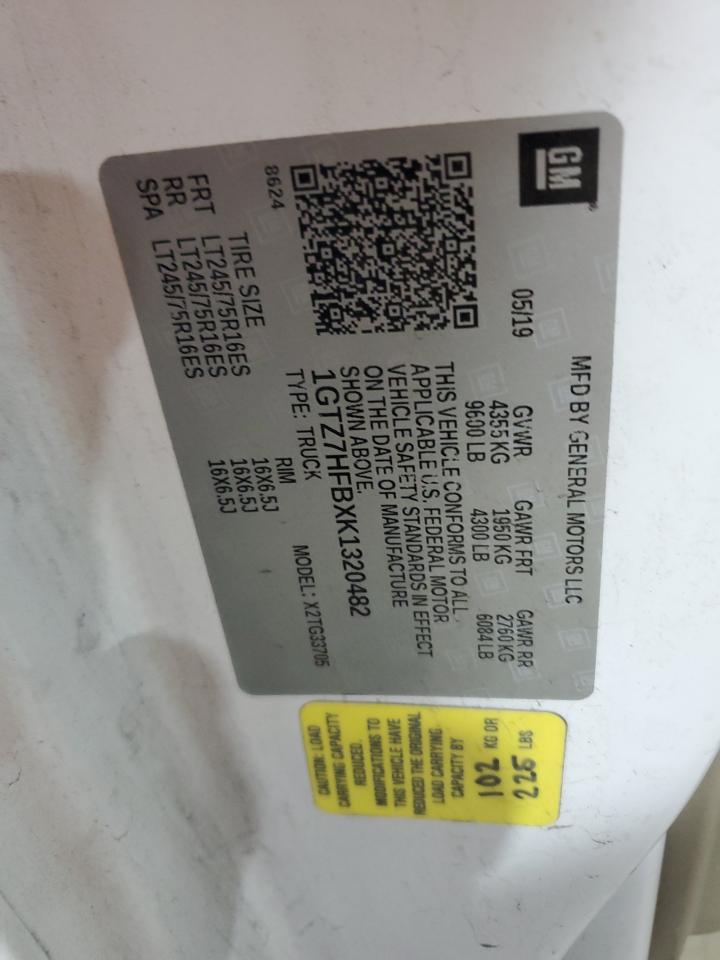 GM
MFD BY GENERAL MOTORS LLC
05/19
GVWR GAWR FRT GAWR RR
4355 KG 1950 KG 2760 KG
9600 LB 4300 LB 6084 LB
THIS VEHICLE CONFORMS TO ALL
APPLICABLE U.S. FEDERAL MOTOR
VEHICLE SAFETY STANDARDS IN EFFECT
ON THE DATE OF MANUFACTURE
SHOWN ABOVE.
1GTZ7HFBXK1320482
TYPE: TRUCK MODEL: X2TG33705
8624
TIRE SIZE RIM
FRT LT245/75R16ES 16X6.5J
RR LT245/75R16ES 16X6.5J
SPA LT245/75R16ES 16X6.5J
CAUTION: LOAD
CARRYING CAPACITY
REDUCED.
MODIFICATIONS TO
THIS VEHICLE HAVE
REDUCED THE ORIGINAL
LOAD CARRYING
CAPACITY BY
102 KG OR
225 LBS